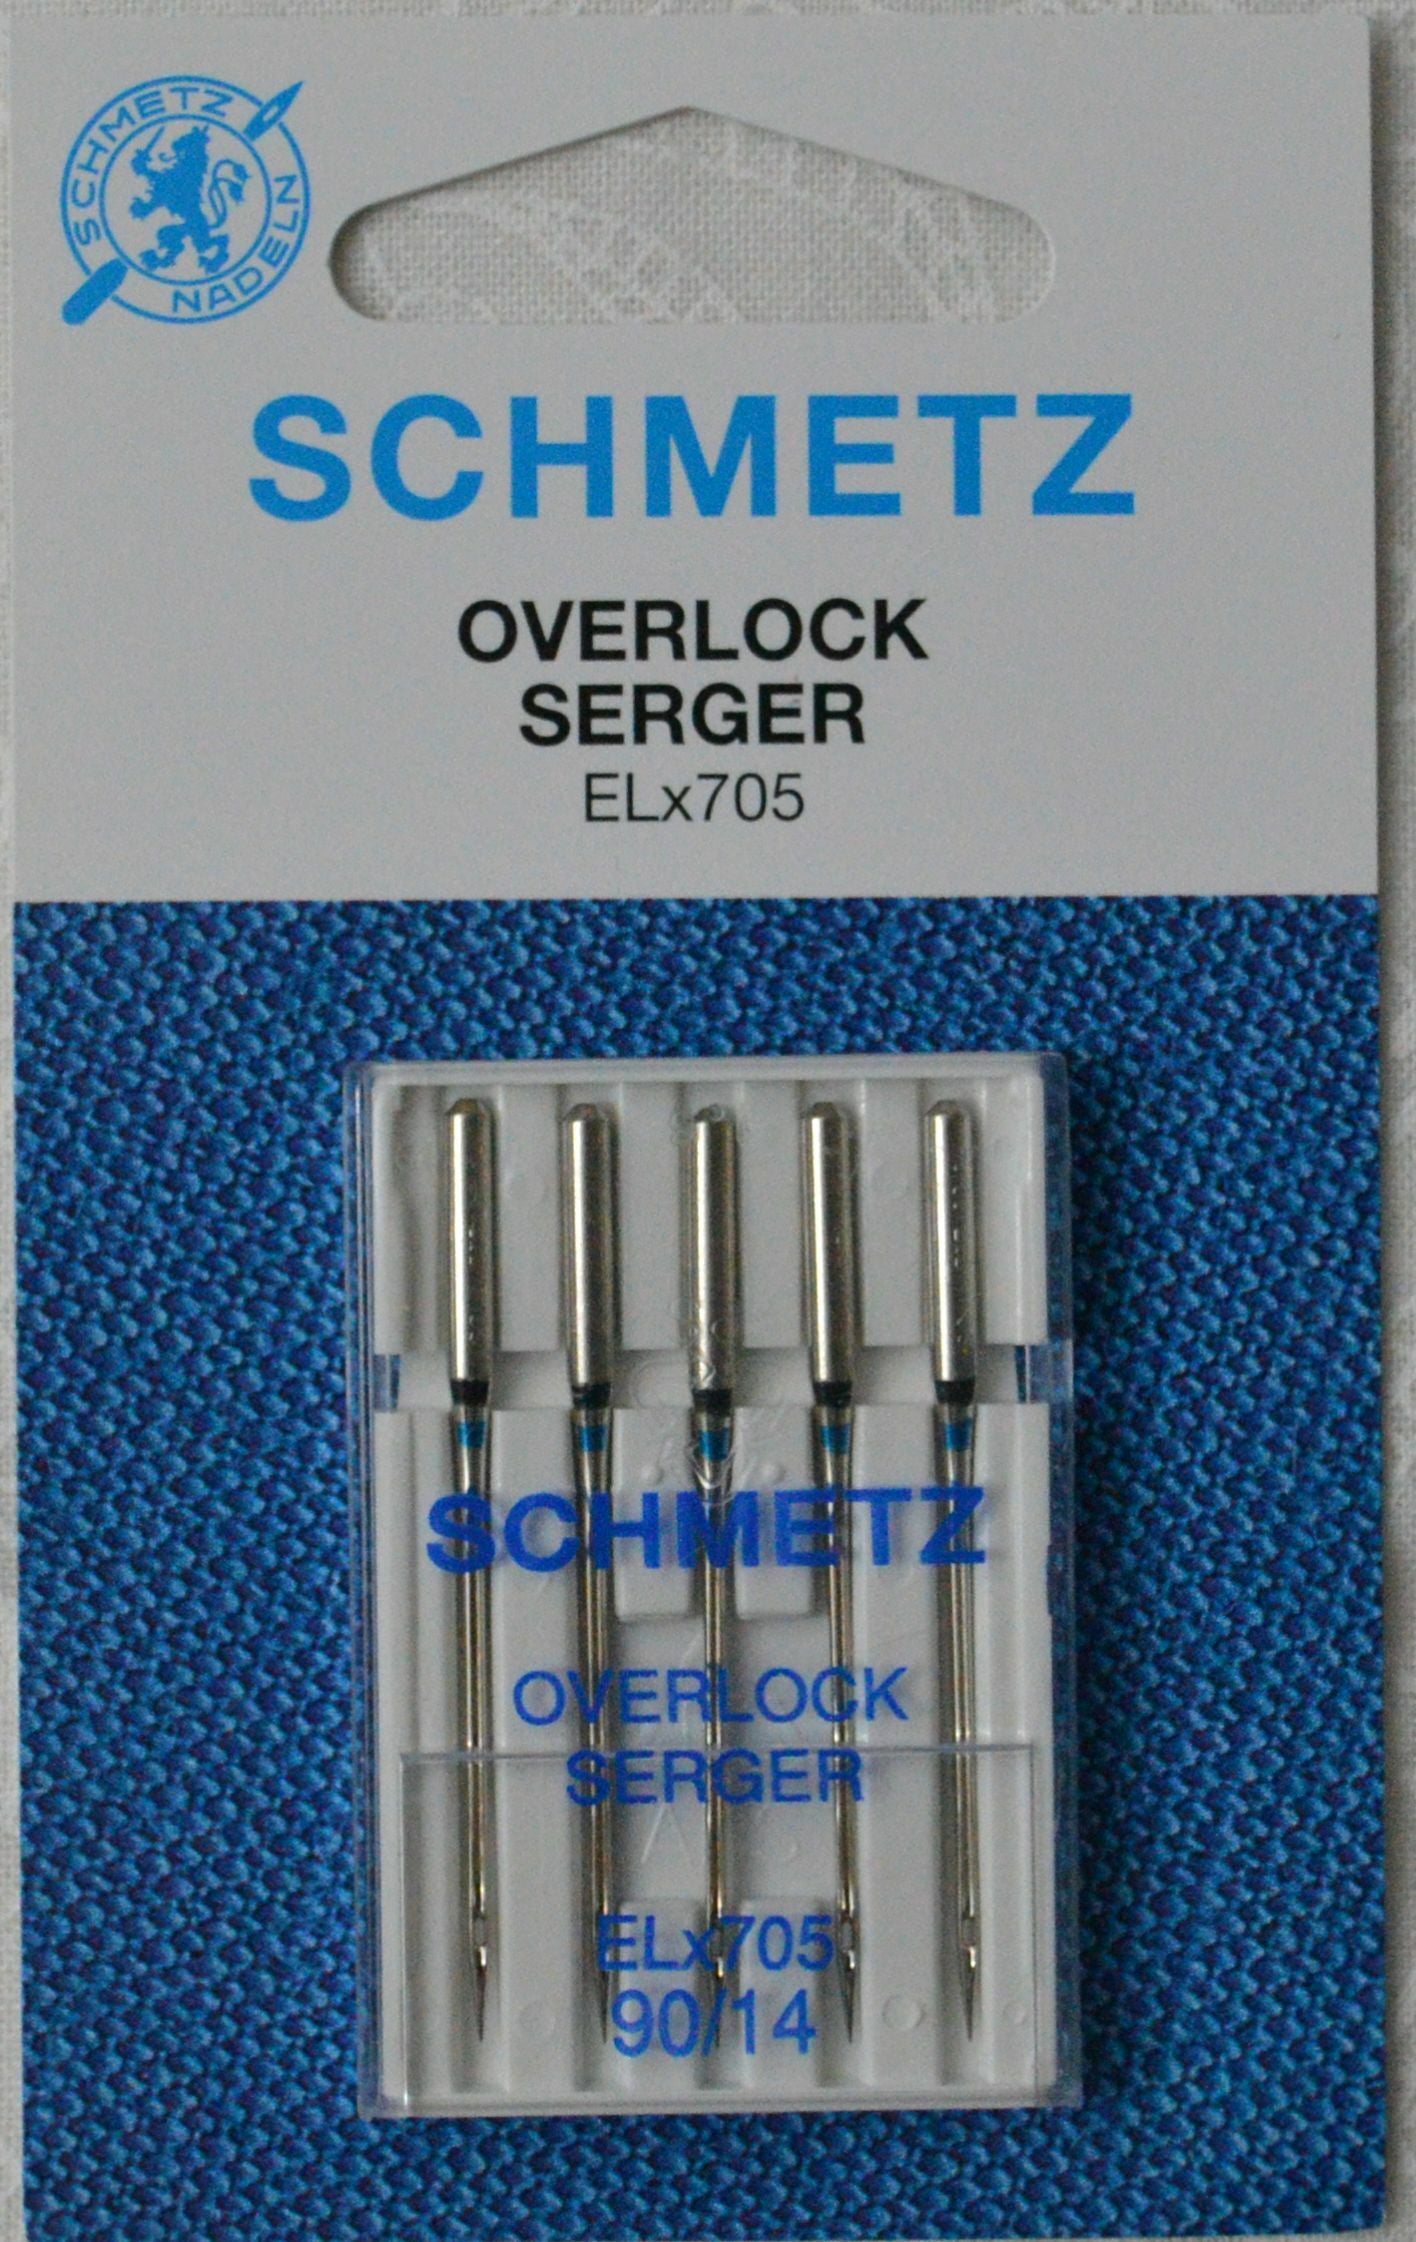 SCHMETZ
NADELN
SCHMETZ
OVERLOCK
SERGER
ELx705
SCHMETZ
OVERLOCK
SERGER
ELx705
90/14